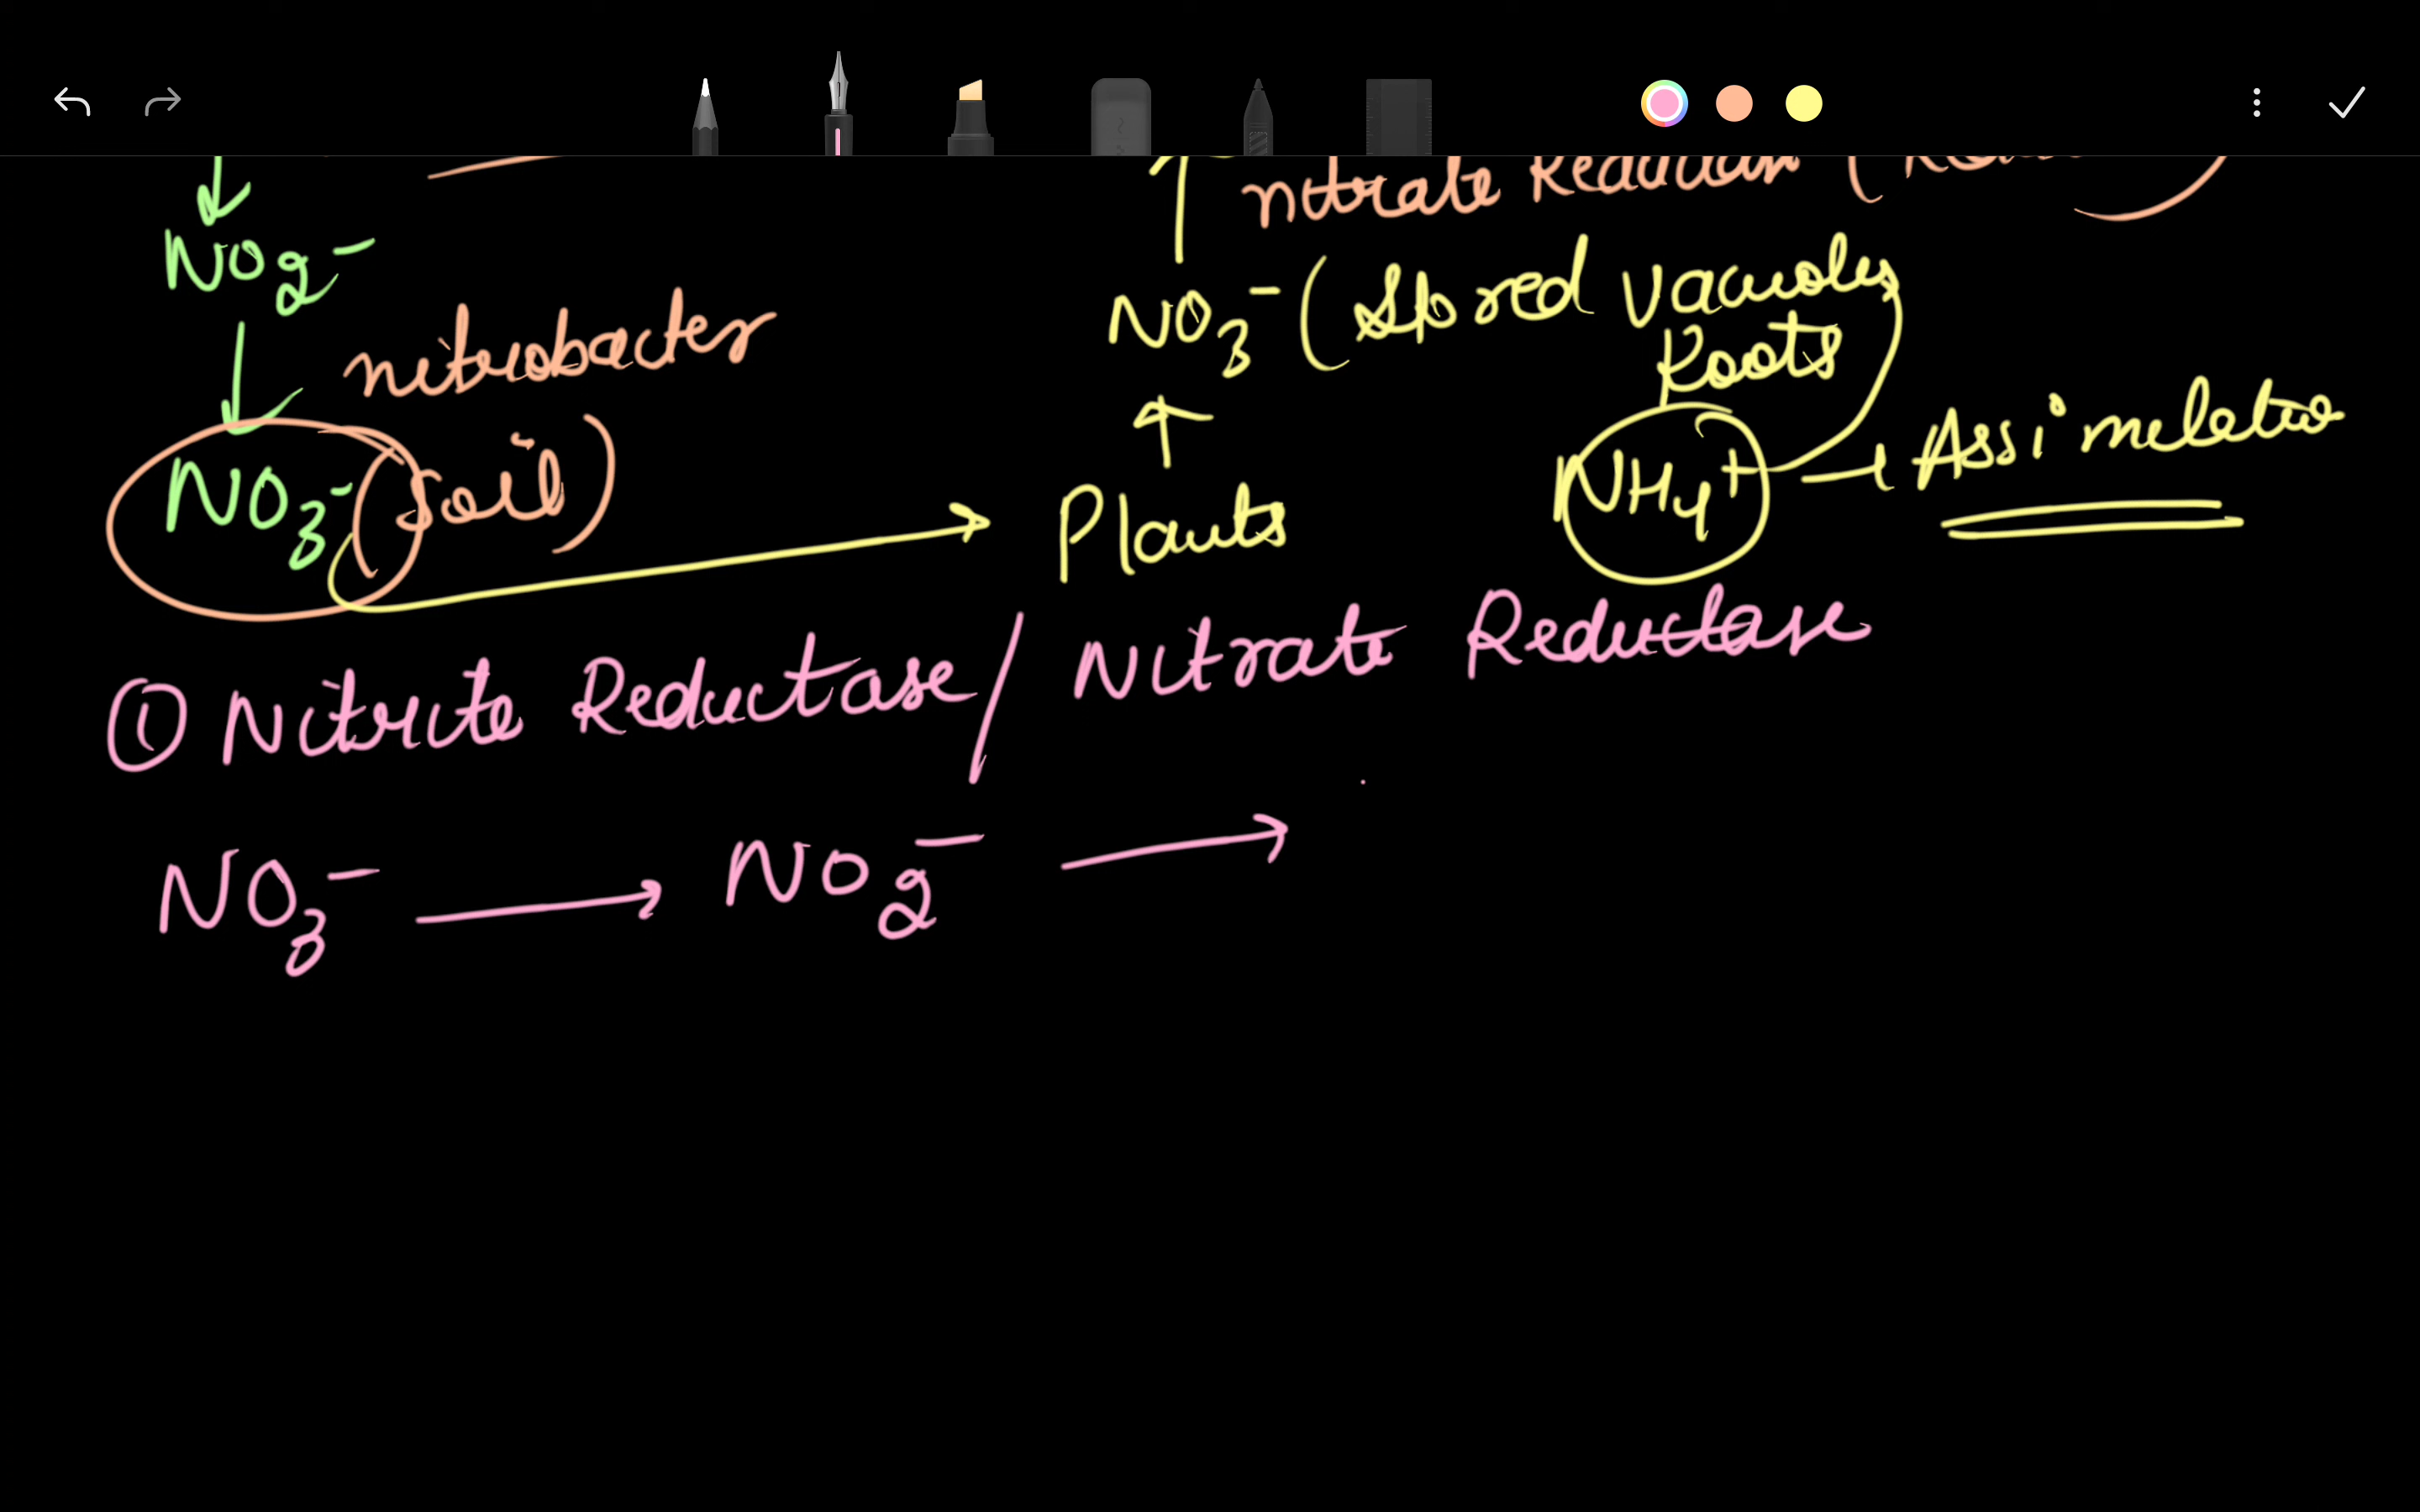 nitrate Reduction
NO2-
NO3- (Stored Vacuoles
Roots
nitrobacter
NO3- (Soil)
Plants
NH4+ → Assimelatio
① Nitrite Reductase / Nitrate Reductase
NO3- → NO2- →